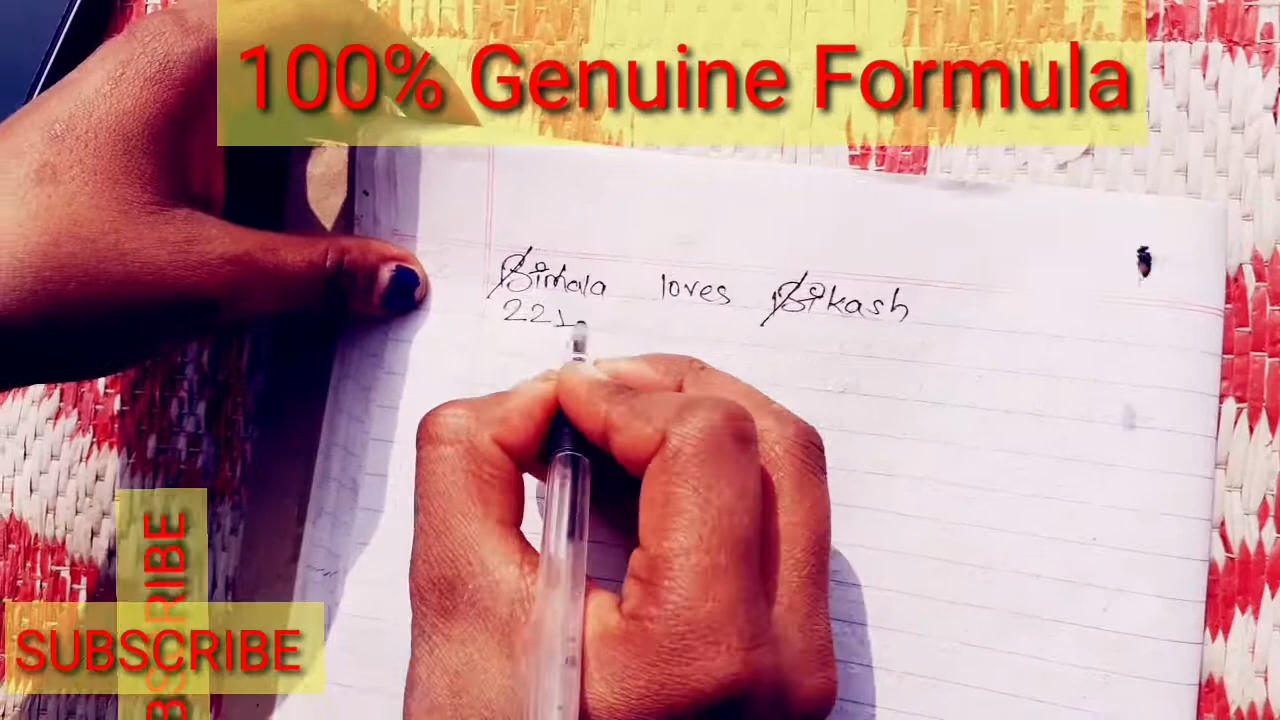 100% Genuine Formula
Bimala loves Bikash
221
SUBSCRIBE
SUBSCRIBE